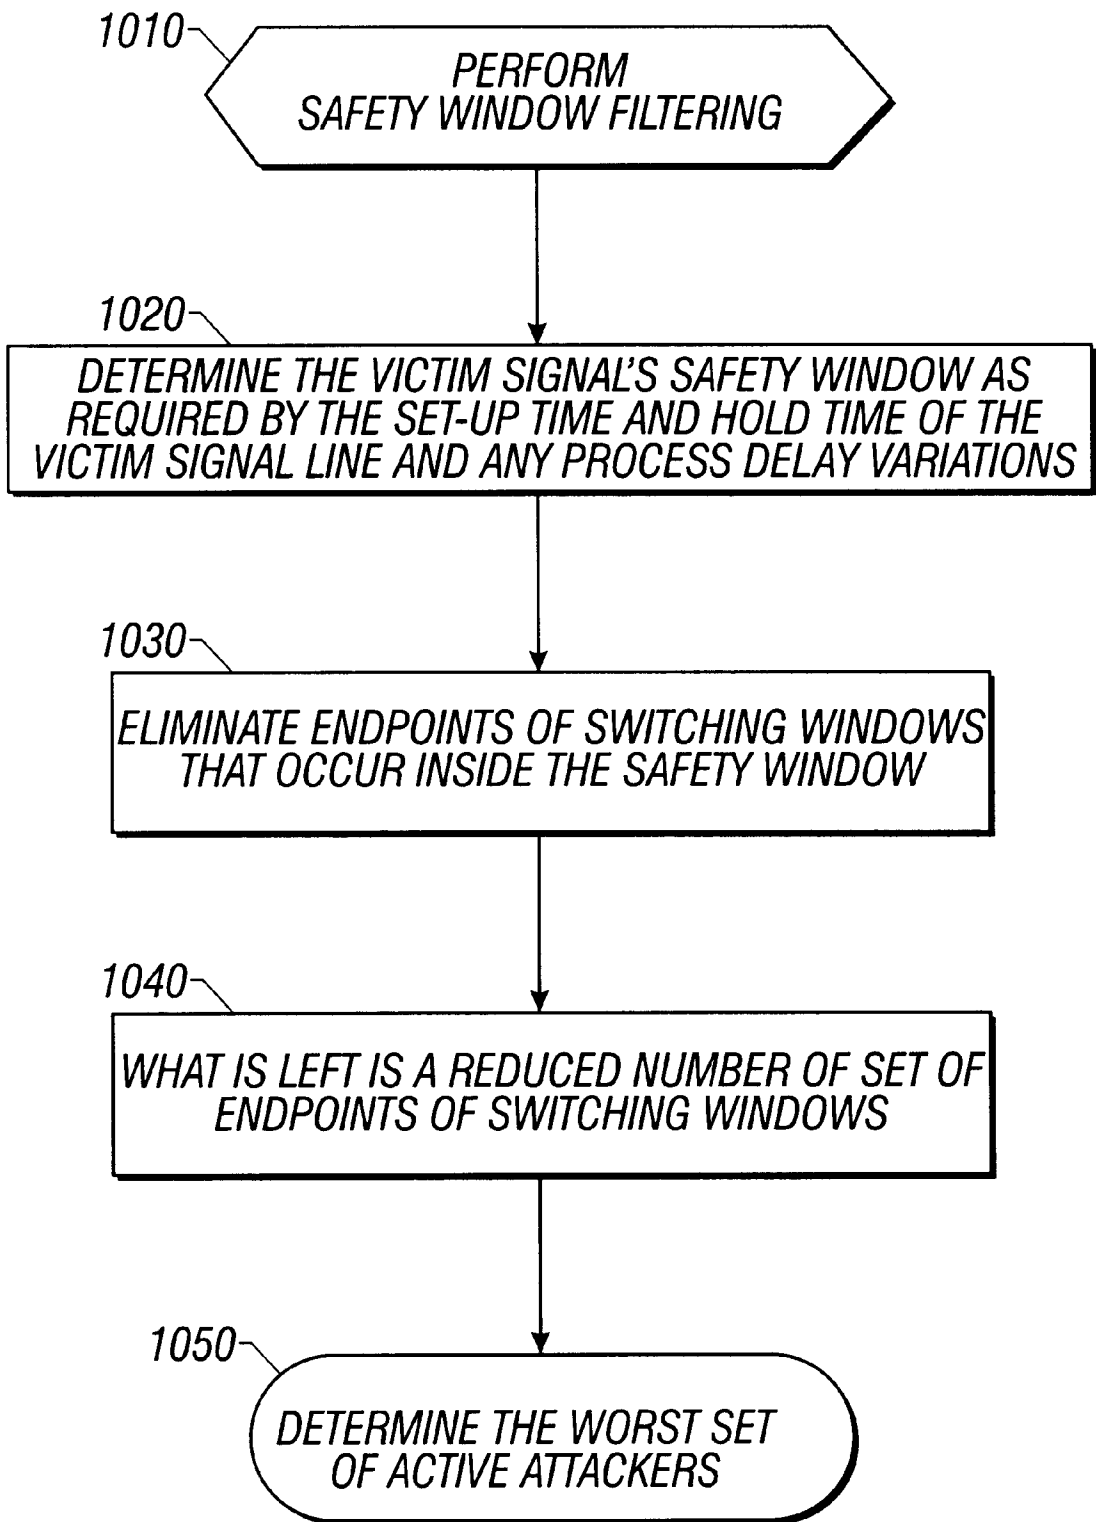 1010
PERFORM
SAFETY WINDOW FILTERING
1020
DETERMINE THE VICTIM SIGNAL'S SAFETY WINDOW AS
REQUIRED BY THE SET-UP TIME AND HOLD TIME OF THE
VICTIM SIGNAL LINE AND ANY PROCESS DELAY VARIATIONS
1030
ELIMINATE ENDPOINTS OF SWITCHING WINDOWS
THAT OCCUR INSIDE THE SAFETY WINDOW
1040
WHAT IS LEFT IS A REDUCED NUMBER OF SET OF
ENDPOINTS OF SWITCHING WINDOWS
1050
DETERMINE THE WORST SET
OF ACTIVE ATTACKERS